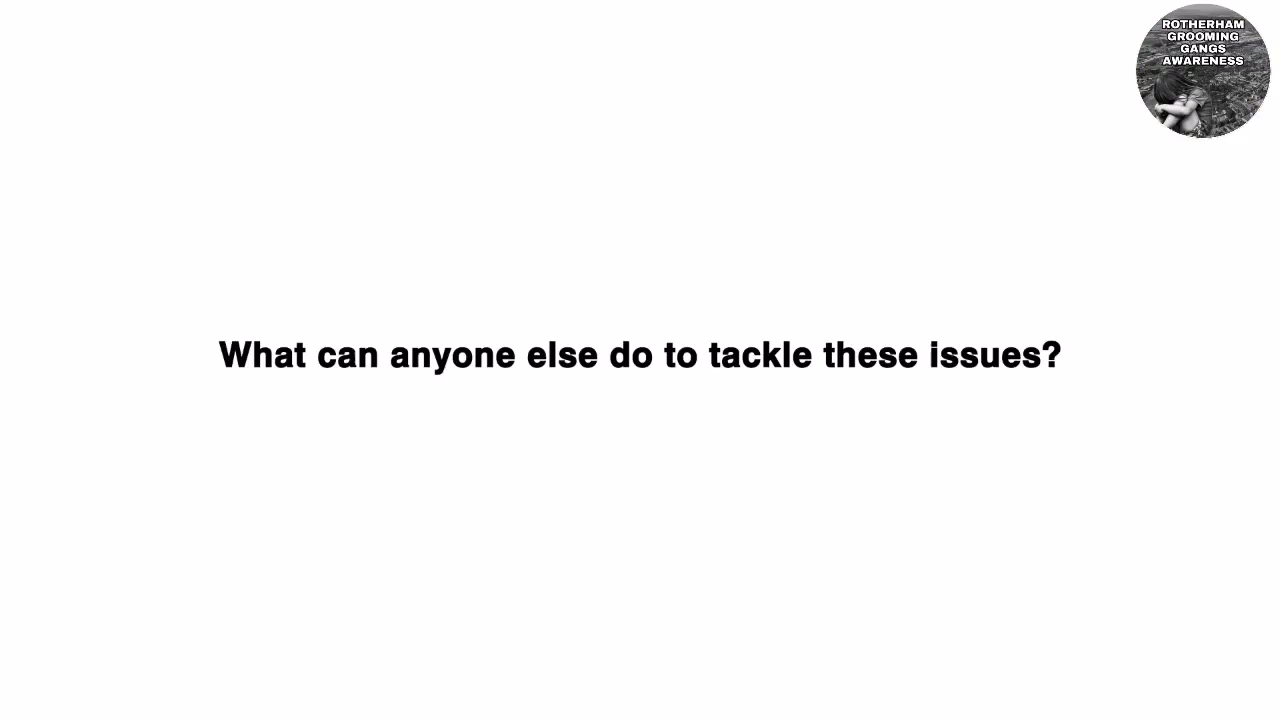 ROTHERHAM
GROOMING
GANGS
AWARENESS
What can anyone else do to tackle these issues?